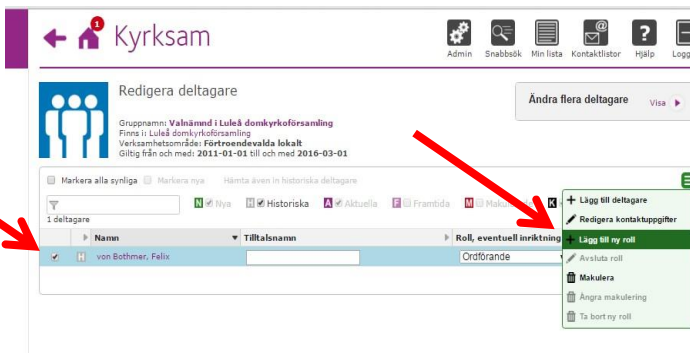 1
Kyrksam
Admin Snabbsök Min lista Kontaktlistor Hjälp Logg
Redigera deltagare
Ändra flera deltagare Visa
Gruppnamn: Valnämnd i Luleå domkyrkoförsamling
Finns i: Luleå domkyrkoförsamling
Verksamhetsområde: Förtroendevalda lokalt
Giltig från och med: 2011-01-01 till och med 2016-03-01
Markera alla synliga Markera nya Hämta även in historiska deltagare
N Nya H Historiska A Aktuella F Framtida M K
1 deltagare
Namn Tilltalsnamn Roll, eventuell inriktning
H von Bothmer, Felix Ordförande
+ Lägg till deltagare
Redigera kontaktuppgifter
+ Lägg till ny roll
Avsluta roll
Makulera
Ångra makulering
Ta bort ny roll